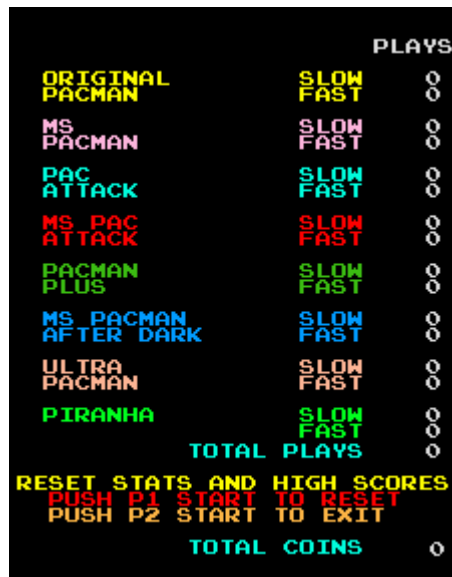 PLAYS
ORIGINAL SLOW 0
PACMAN FAST 0
MS SLOW 0
PACMAN FAST 0
PAC SLOW 0
ATTACK FAST 0
MS PAC SLOW 0
ATTACK FAST 0
PACMAN SLOW 0
PLUS FAST 0
MS PACMAN SLOW 0
AFTER DARK FAST 0
ULTRA SLOW 0
PACMAN FAST 0
PIRANHA SLOW 0
FAST 0
TOTAL PLAYS 0
RESET STATS AND HIGH SCORES
PUSH P1 START TO RESET
PUSH P2 START TO EXIT
TOTAL COINS 0